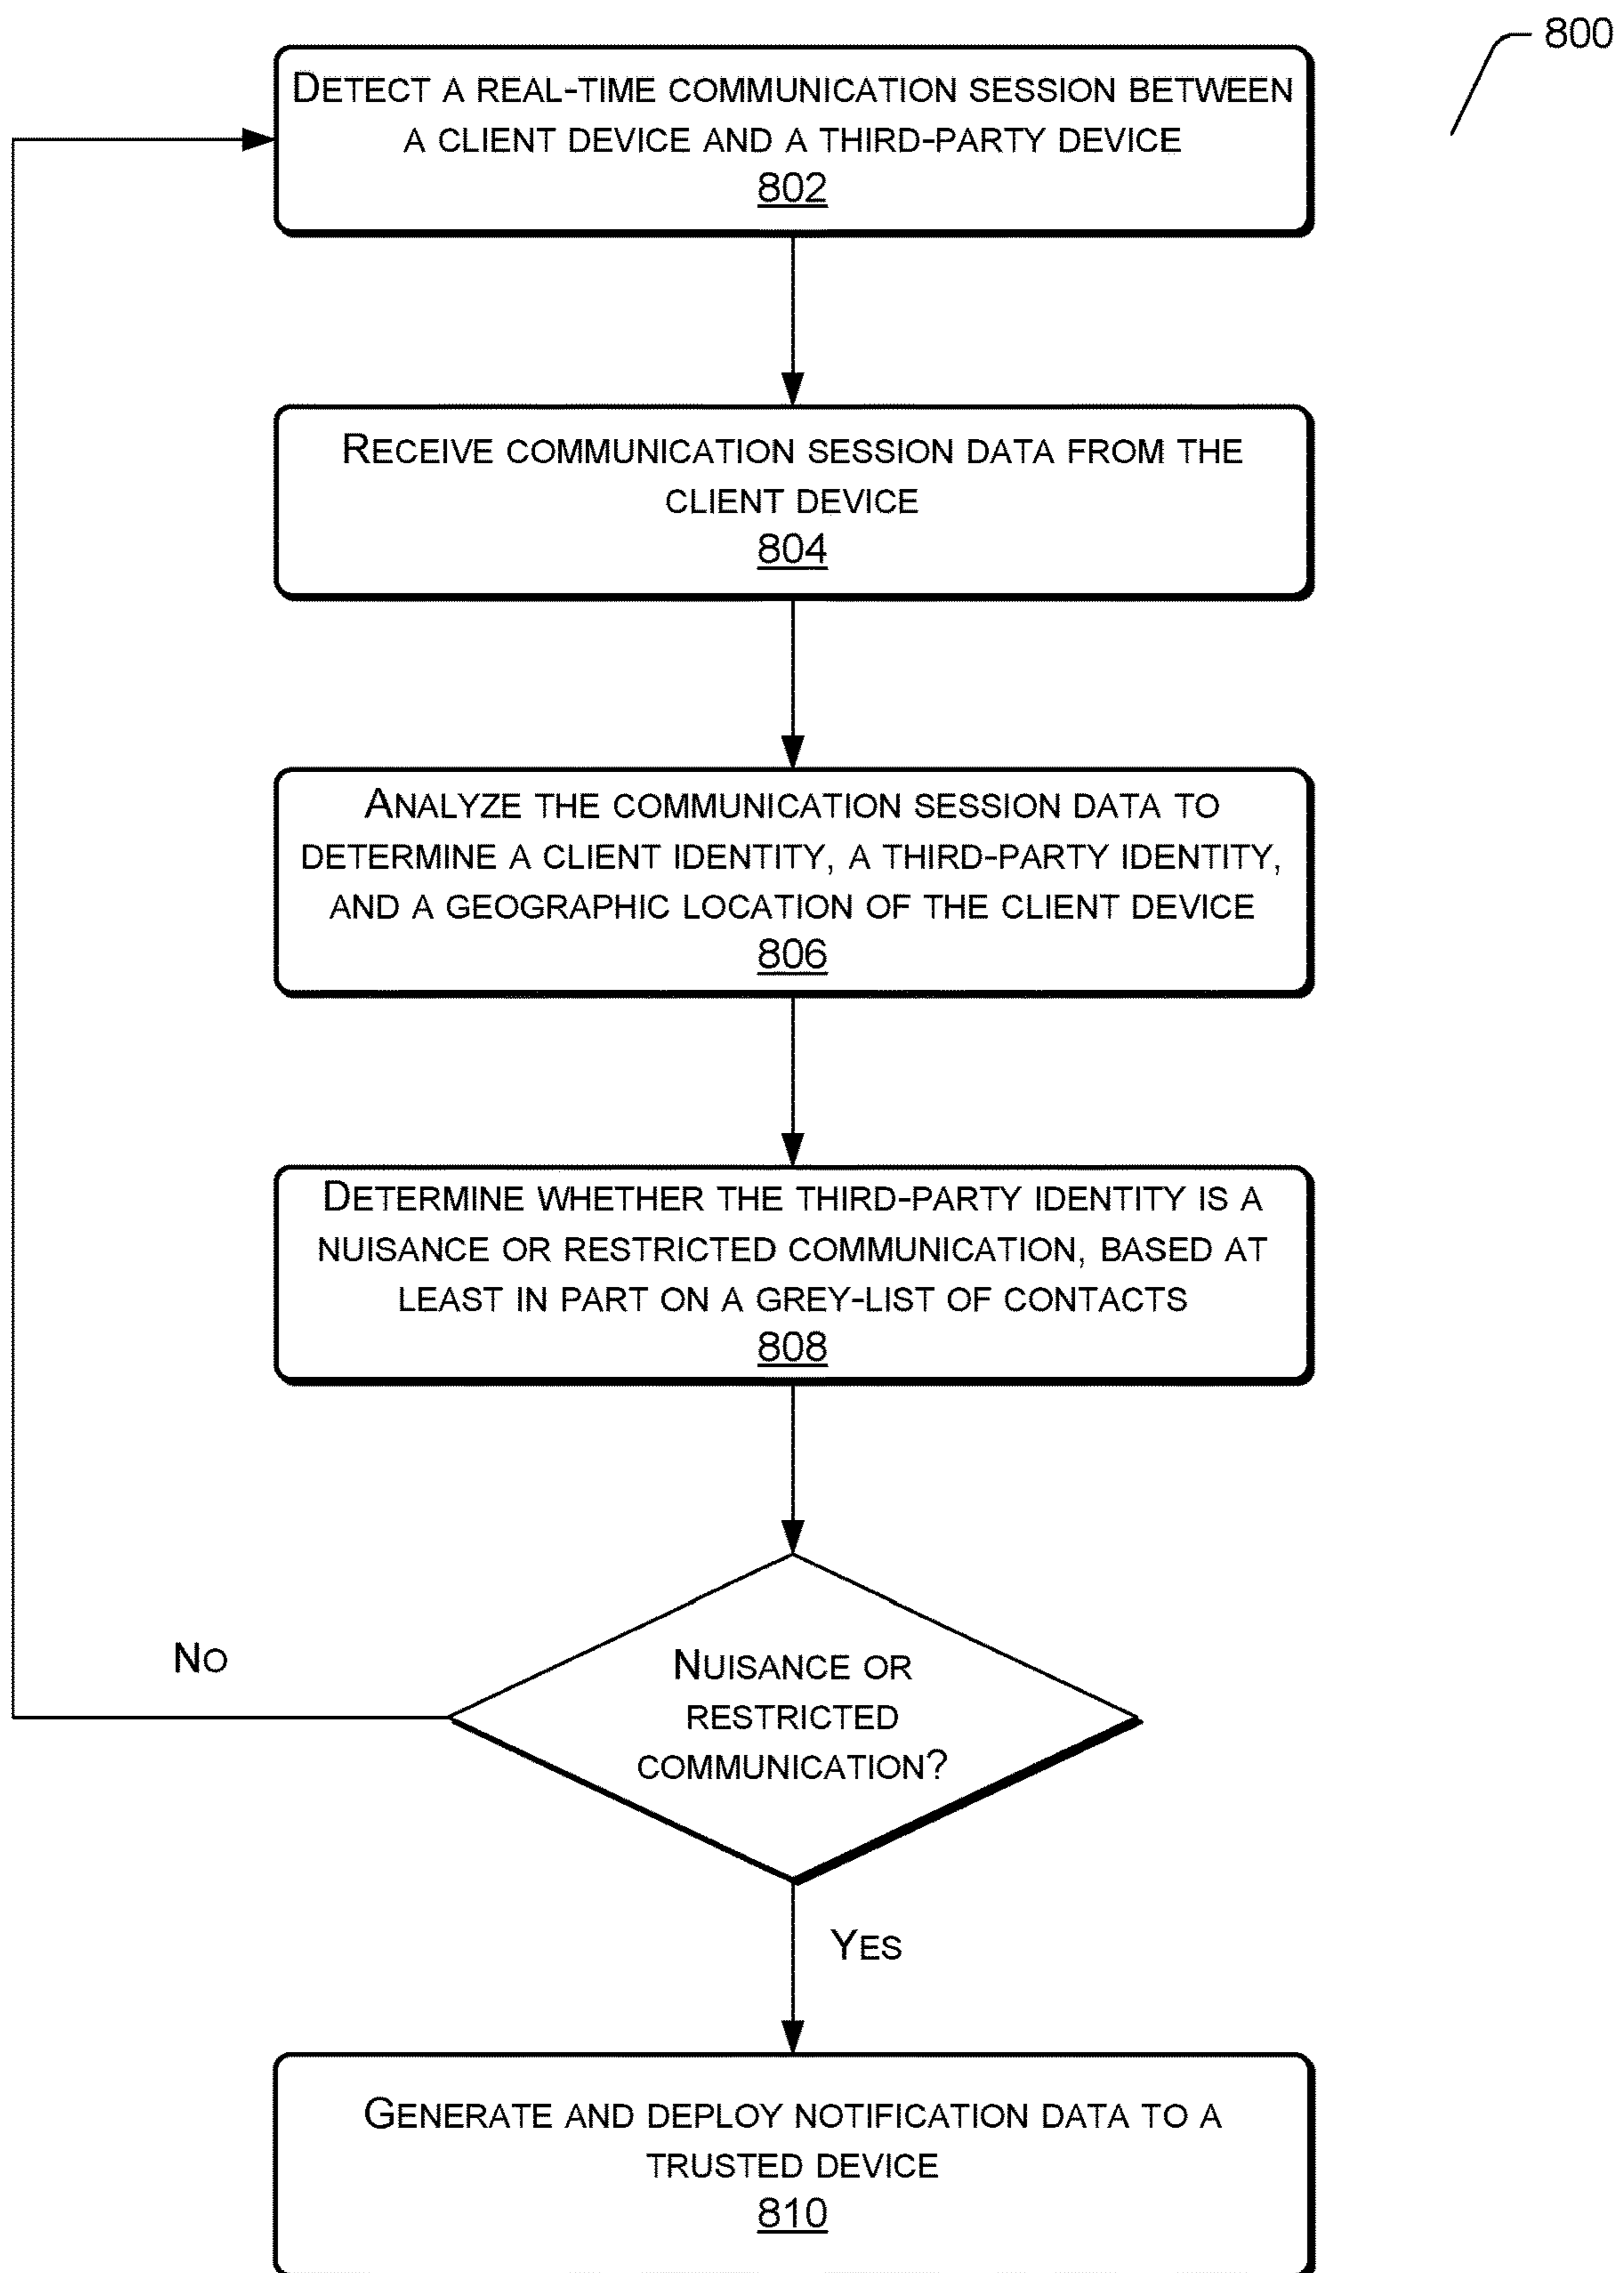 800
DETECT A REAL-TIME COMMUNICATION SESSION BETWEEN
A CLIENT DEVICE AND A THIRD-PARTY DEVICE
802
RECEIVE COMMUNICATION SESSION DATA FROM THE
CLIENT DEVICE
804
ANALYZE THE COMMUNICATION SESSION DATA TO
DETERMINE A CLIENT IDENTITY, A THIRD-PARTY IDENTITY,
AND A GEOGRAPHIC LOCATION OF THE CLIENT DEVICE
806
DETERMINE WHETHER THE THIRD-PARTY IDENTITY IS A
NUISANCE OR RESTRICTED COMMUNICATION, BASED AT
LEAST IN PART ON A GREY-LIST OF CONTACTS
808
NO
NUISANCE OR
RESTRICTED
COMMUNICATION?
YES
GENERATE AND DEPLOY NOTIFICATION DATA TO A
TRUSTED DEVICE
810